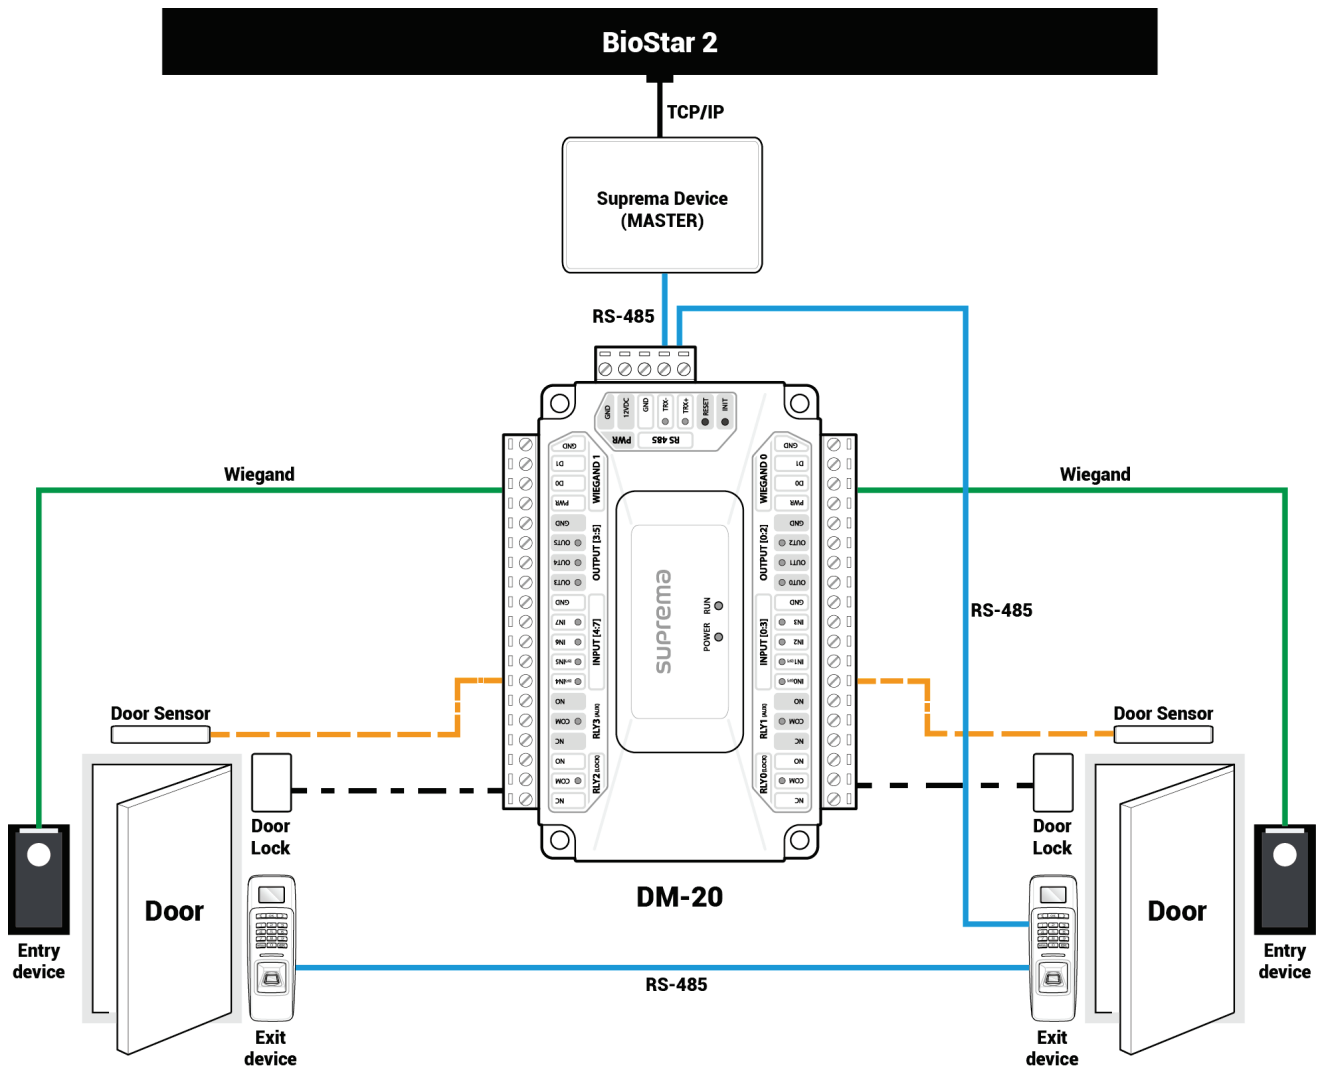 BioStar 2
TCP/IP
Suprema Device
(MASTER)
RS-485
GND
12VDC
GND
TRX-
TRX+
RESET
INIT
PWR
RS 485
Wiegand
Wiegand
GND
D1
D0
PWR
WIEGAND 1
GND
OUT5
OUT4
OUT3
OUTPUT [3:5]
GND
IN7
IN6
IN5
IN4
INPUT [4:7]
NO
COM
NC
RLY3 (AUX)
NO
COM
NC
RLY2 (LOCK)
suprema
POWER
RUN
WIEGAND 0
GND
D1
D0
PWR
OUTPUT [0:2]
GND
OUT2
OUT1
OUT0
INPUT [0:3]
GND
IN3
IN2
IN1
IN0
RLY1 (AUX)
NO
COM
NC
RLY0 (LOCK)
NO
COM
NC
RS-485
Door Sensor
Door Sensor
Door
Lock
Door
Lock
DM-20
Door
Door
Entry
device
Entry
device
RS-485
Exit
device
Exit
device